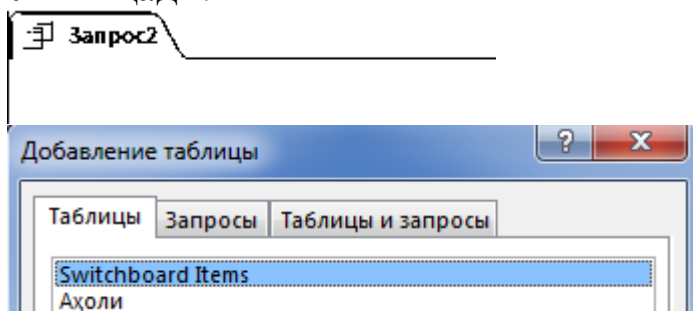 Запрос2
Добавление таблицы
Таблицы Запросы Таблицы и запросы
Switchboard Items
Аҳоли